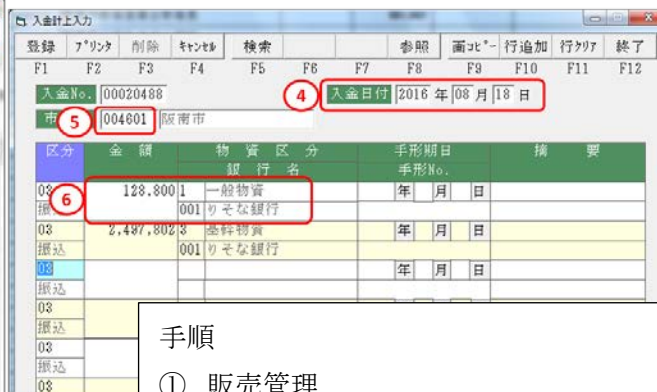 入金計上入力
登録 プリンタ 削除 キャンセル 検索 参照 画コピー 行追加 行クリア 終了
F1 F2 F3 F4 F5 F6 F7 F8 F9 F10 F11 F12
入金No. 00020488 ④ 入金日付 2016 年 08 月 18 日
市 ⑤ 004601 阪南市
区分 金額 物資区分 手形期日 摘要
銀行名 手形No.
03 ⑥ 128.800 1 一般物資 年 月 日
振込 001 りそな銀行
03 2,497,802 3 基幹物資 年 月 日
振込 001 りそな銀行
03 年 月 日
振込
03
振込
03
振込
03
手順
① 販売管理